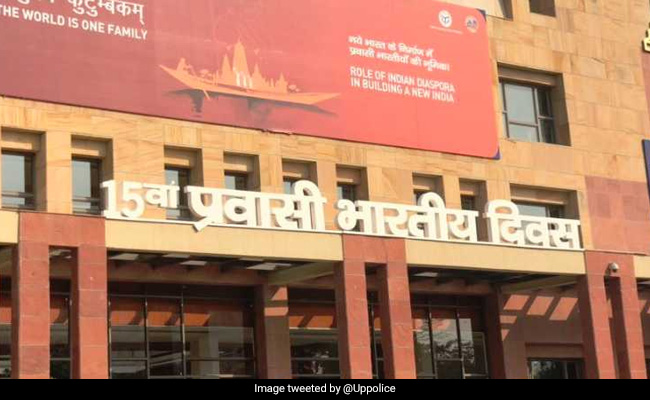 कुटुम्बकम्
THE WORLD IS ONE FAMILY
नये भारत के निर्माण में
प्रवासी भारतीयों की भूमिका
ROLE OF INDIAN DIASPORA
IN BUILDING A NEW INDIA
15वां प्रवासी भारतीय दिवस
Image tweeted by @Uppolice